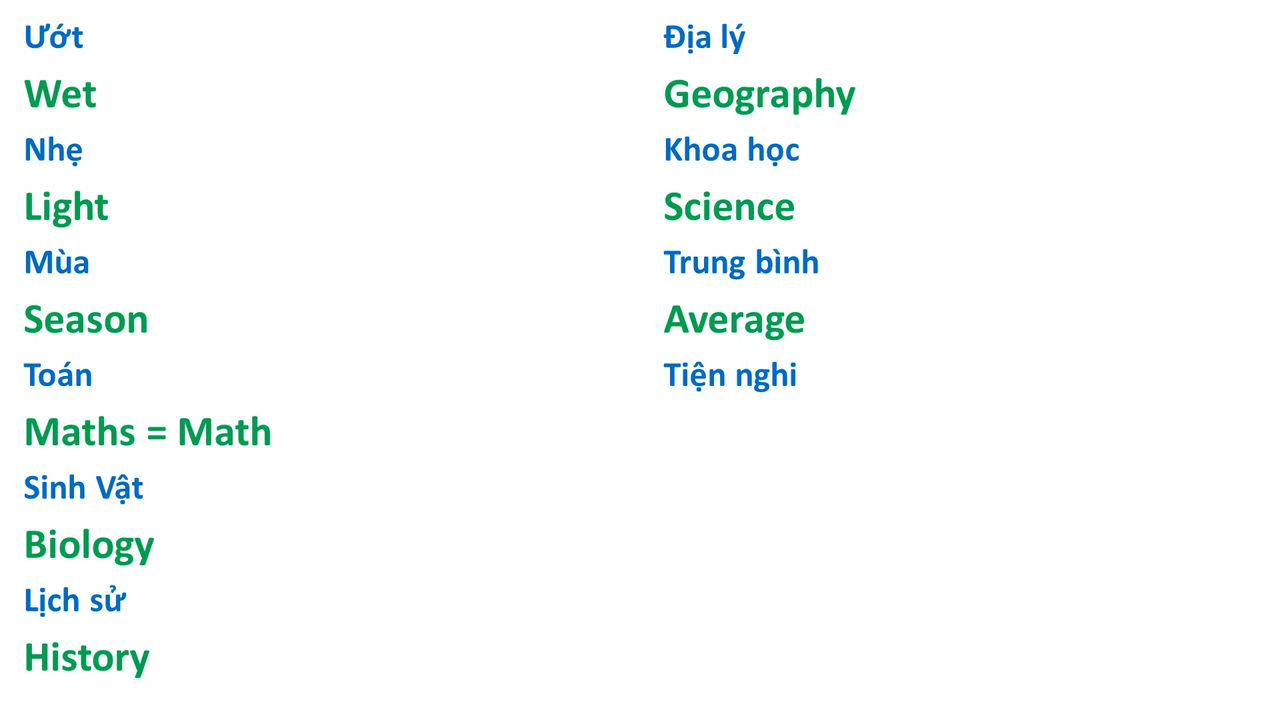 Ướt
Wet
Nhẹ
Light
Mùa
Season
Toán
Maths = Math
Sinh Vật
Biology
Lịch sử
History
Địa lý
Geography
Khoa học
Science
Trung bình
Average
Tiện nghi